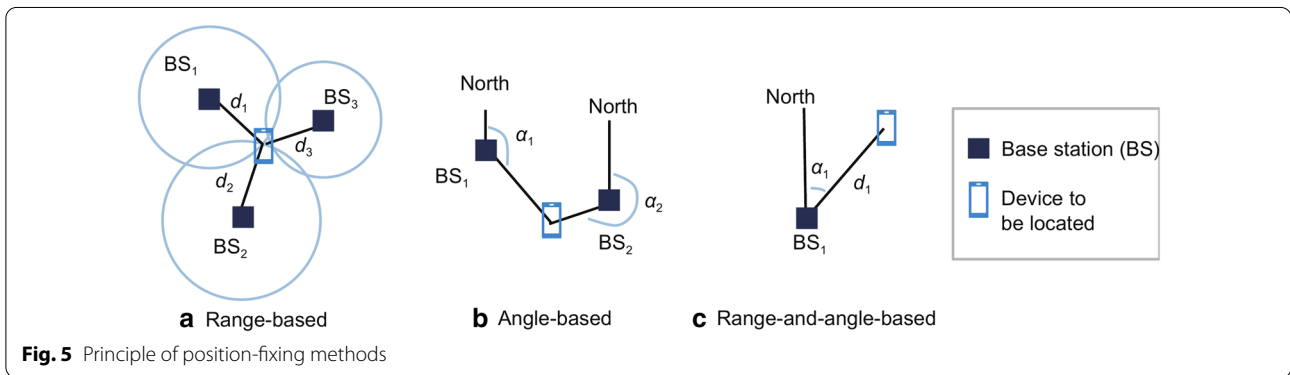 BS₁
d₁
BS₃
d₃
d₂
BS₂
a Range-based
North
North
α₁
BS₁
α₂
BS₂
b Angle-based
North
α₁
d₁
BS₁
c Range-and-angle-based
Base station (BS)
Device to
be located
Fig. 5 Principle of position-fixing methods